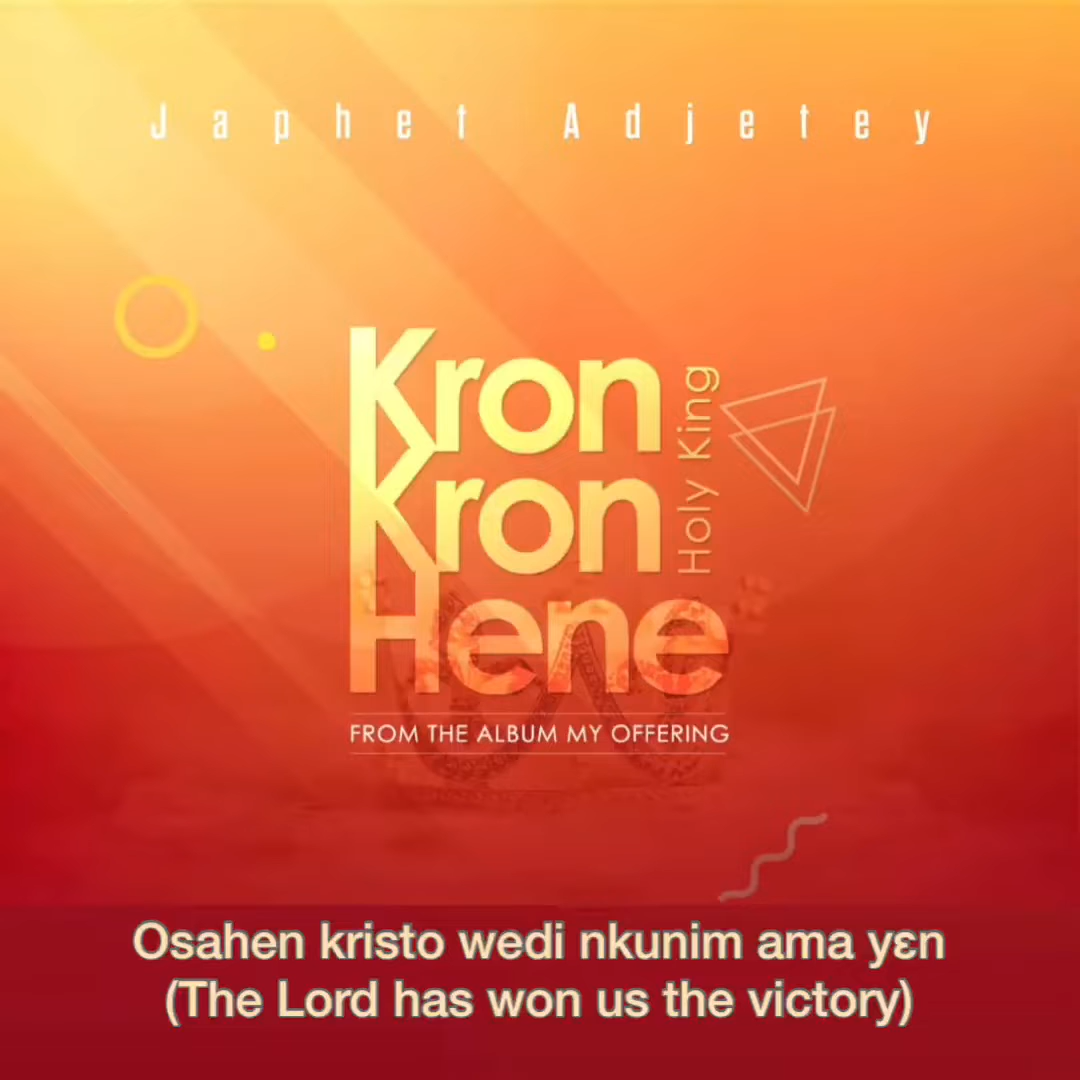 Japhet Adjetey
Kron
Kron
Hene
Holy King
FROM THE ALBUM MY OFFERING
Osahen kristo wedi nkunim ama yɛn
(The Lord has won us the victory)